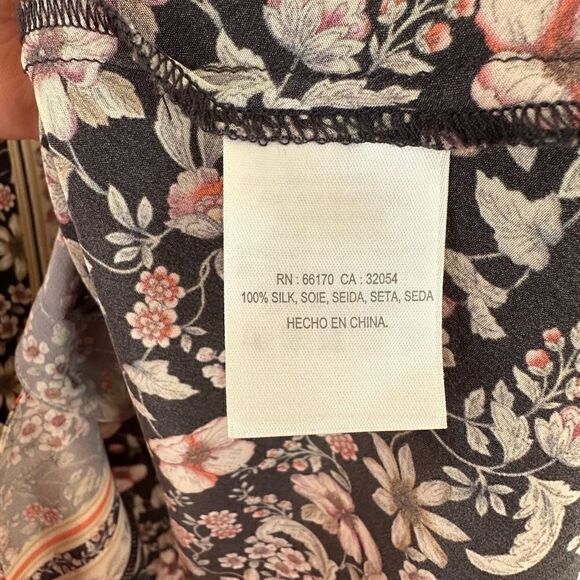 RN : 66170 CA : 32054
100% SILK, SOIE, SEIDA, SETA, SEDA
HECHO EN CHINA.